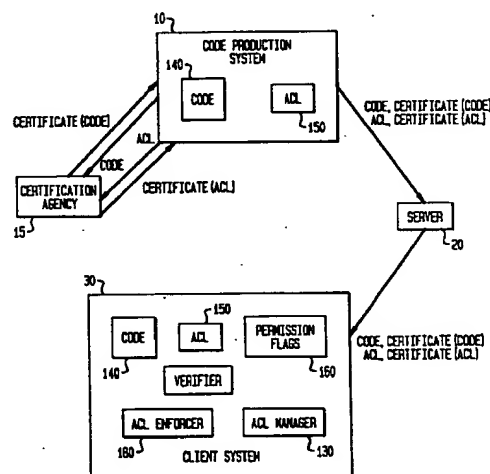 10
CODE PRODUCTION
SYSTEM
140
CODE
ACL
150
CERTIFICATE (CODE)
ACL
CODE
CERTIFICATE (ACL)
CERTIFICATION
AGENCY
15
CODE, CERTIFICATE (CODE)
ACL, CERTIFICATE (ACL)
SERVER
20
30
150
CODE
ACL
PERMISSION
FLAGS
140
160
VERIFIER
CODE, CERTIFICATE (CODE)
ACL, CERTIFICATE (ACL)
ACL ENFORCER
ACL MANAGER
180
130
CLIENT SYSTEM